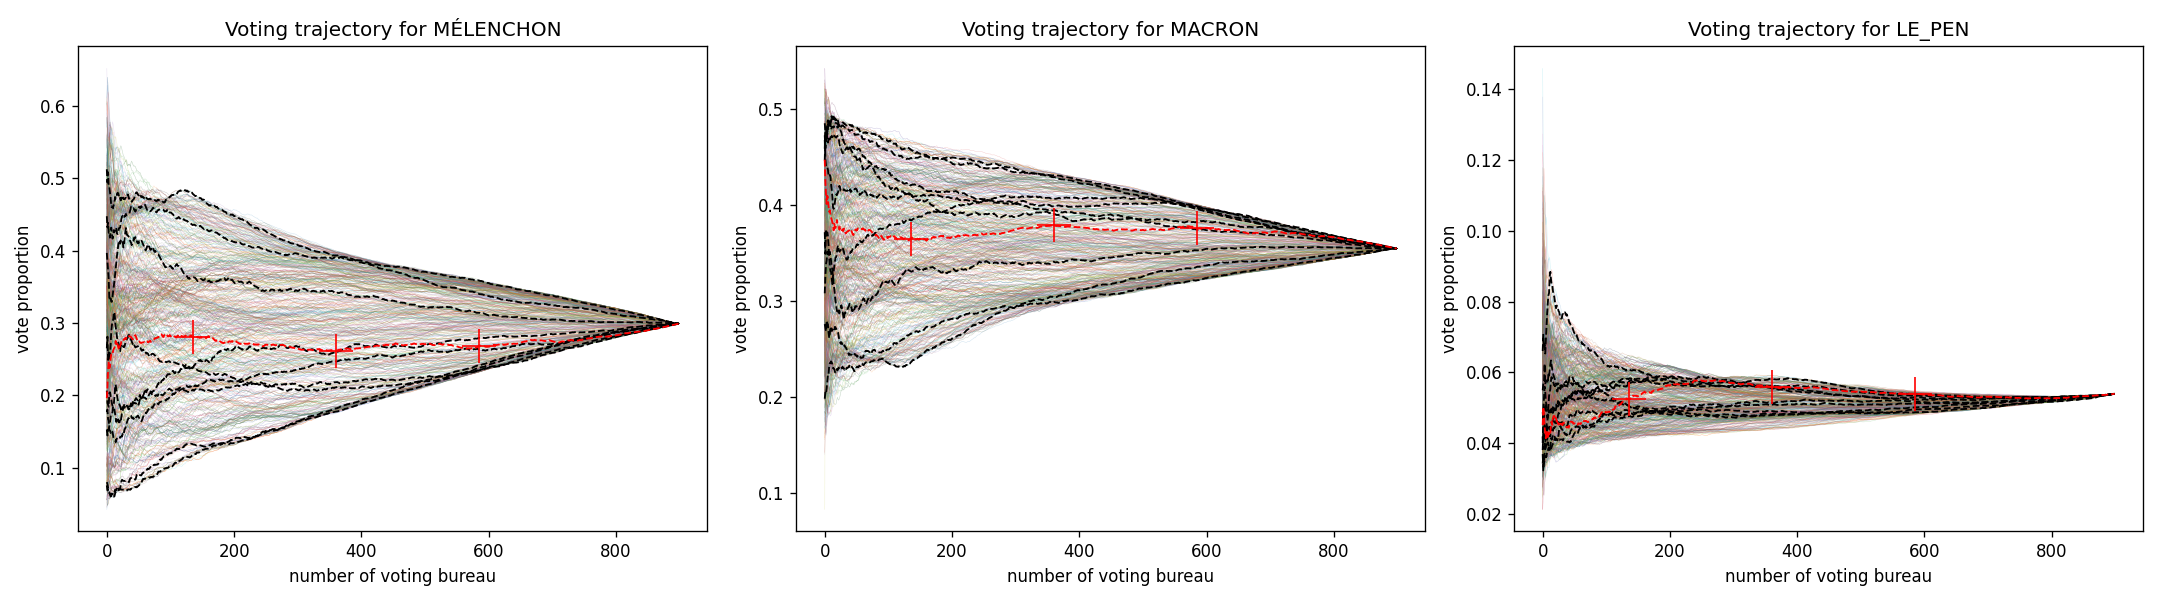 Voting trajectory for MÉLENCHON
vote proportion
0.6
0.5
0.4
0.3
0.2
0.1
0 200 400 600 800
number of voting bureau
Voting trajectory for MACRON
vote proportion
0.5
0.4
0.3
0.2
0.1
0 200 400 600 800
number of voting bureau
Voting trajectory for LE_PEN
vote proportion
0.14
0.12
0.10
0.08
0.06
0.04
0.02
0 200 400 600 800
number of voting bureau